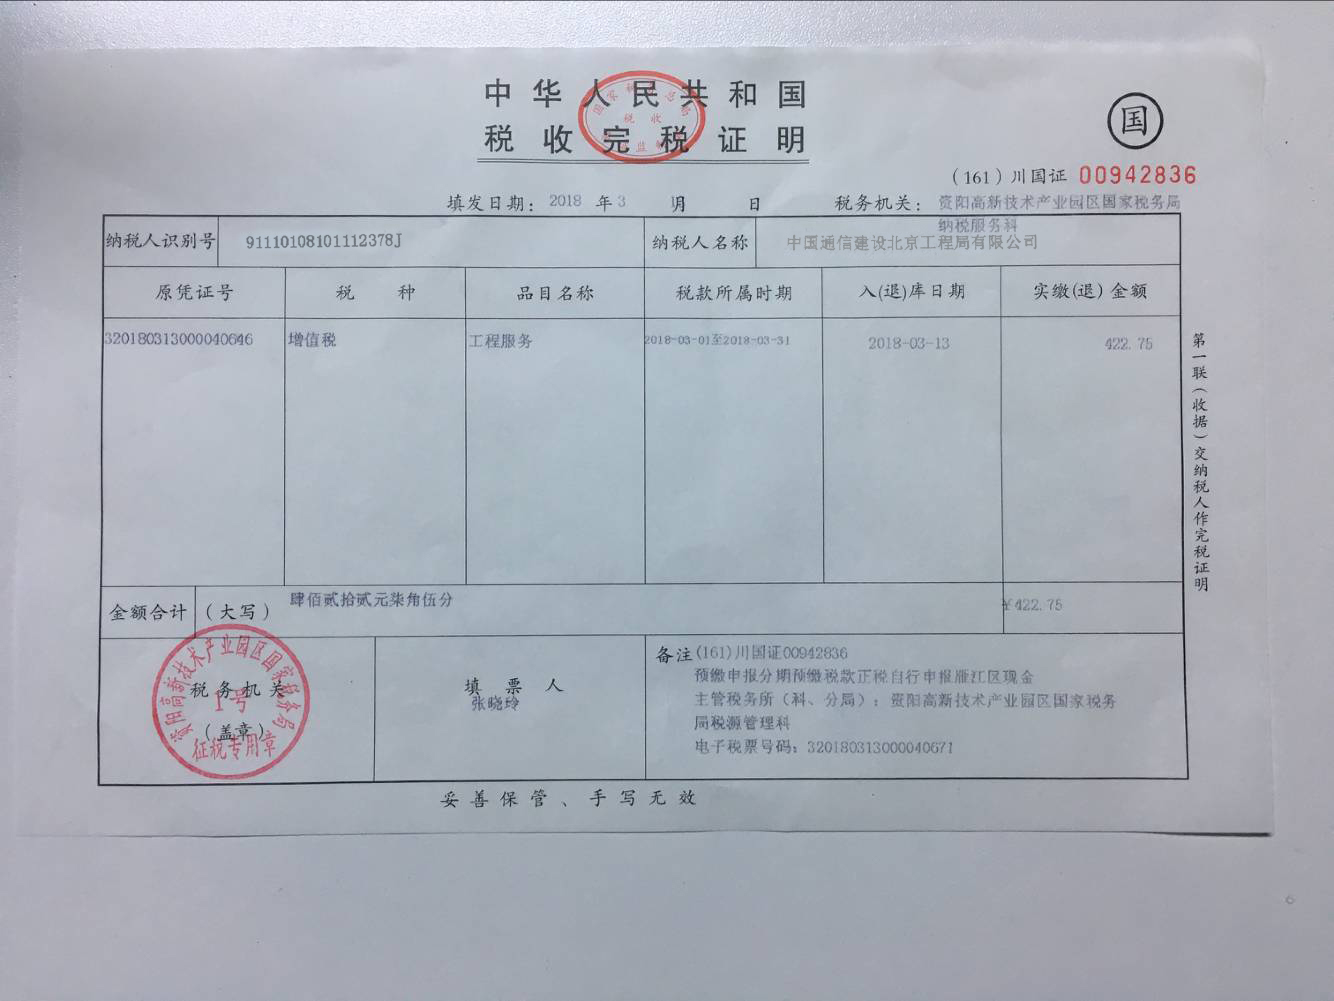 中华人民共和国
税收完税证明
国
(161)川国证 00942836
填发日期: 2018 年 3 月 日 税务机关: 资阳高新技术产业园区国家税务局
纳税服务科
纳税人识别号 91110108101112378J 纳税人名称 中国通信建设北京工程局有限公司
原凭证号 税 种 品目名称 税款所属时期 入(退)库日期 实缴(退)金额
320180313000040646 增值税 工程服务 2018-03-01至2018-03-31 2018-03-13 422.75
金额合计 (大写) 肆佰贰拾贰元柒角伍分 ¥422.75
税务机关
(盖章)
资阳高新技术产业园区国家税务局
1号
征税专用章
填 票 人
张晓玲
备注(161)川国证00942836
预缴申报分期预缴税款正税自行申报雁江区现金
主管税务所(科、分局):资阳高新技术产业园区国家税务
局税源管理科
电子税票号码:320180313000040671
第一联(收据)交纳税人作完税证明
妥善保管、手写无效